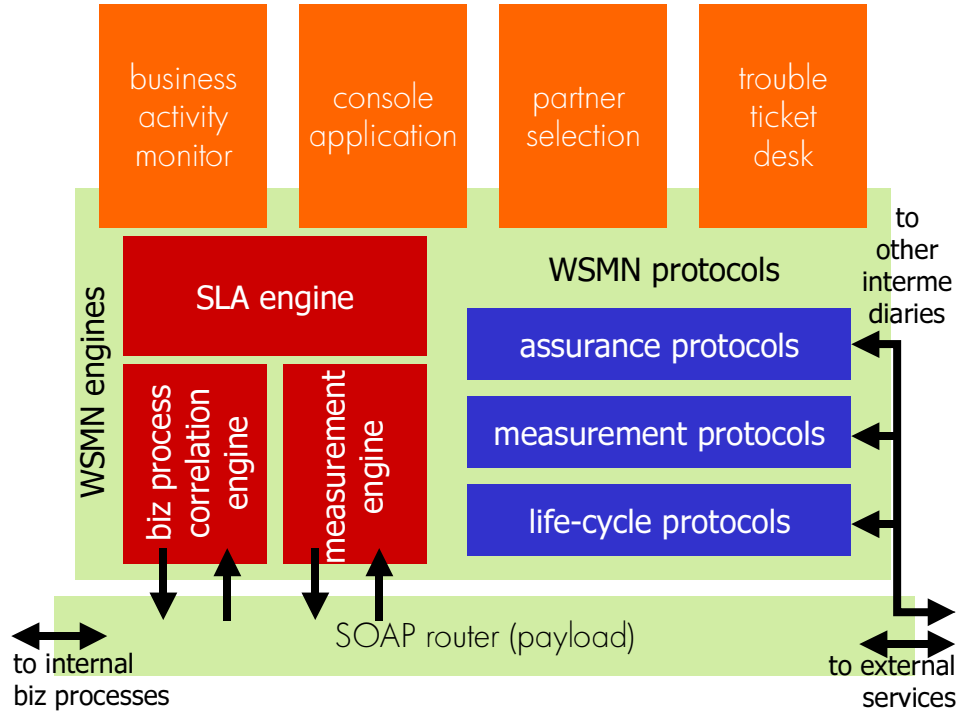 business
activity
monitor
console
application
partner
selection
trouble
ticket
desk
to
other
interme
diaries
WSMN engines
SLA engine
biz process
correlation
engine
measurement
engine
WSMN protocols
assurance protocols
measurement protocols
life-cycle protocols
SOAP router (payload)
to internal
biz processes
to external
services